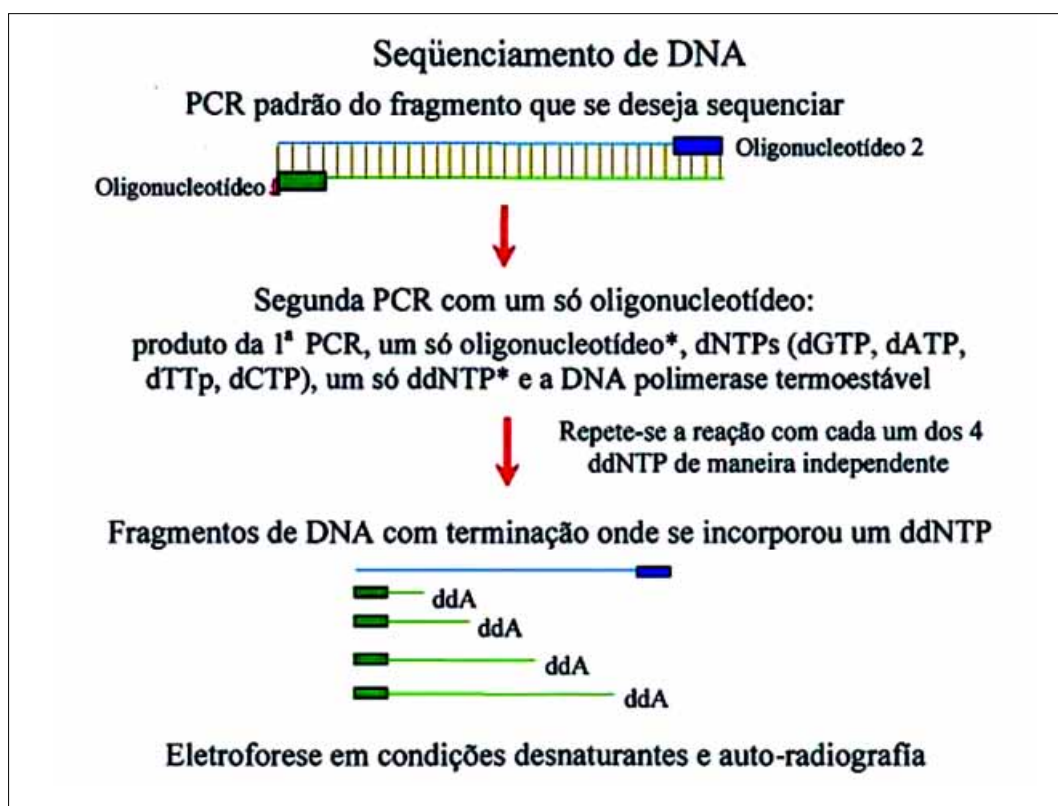 Seqüenciamento de DNA
PCR padrão do fragmento que se deseja sequenciar
Oligonucleotídeo 2
Oligonucleotídeo
Segunda PCR com um só oligonucleotídeo:
produto da 1ª PCR, um só oligonucleotídeo*, dNTPs (dGTP, dATP,
dTTp, dCTP), um só ddNTP* e a DNA polimerase termoestável
Repete-se a reação com cada um dos 4
ddNTP de maneira independente
Fragmentos de DNA com terminação onde se incorporou um ddNTP
ddA
ddA
ddA
ddA
Eletroforese em condições desnaturantes e auto-radiografia